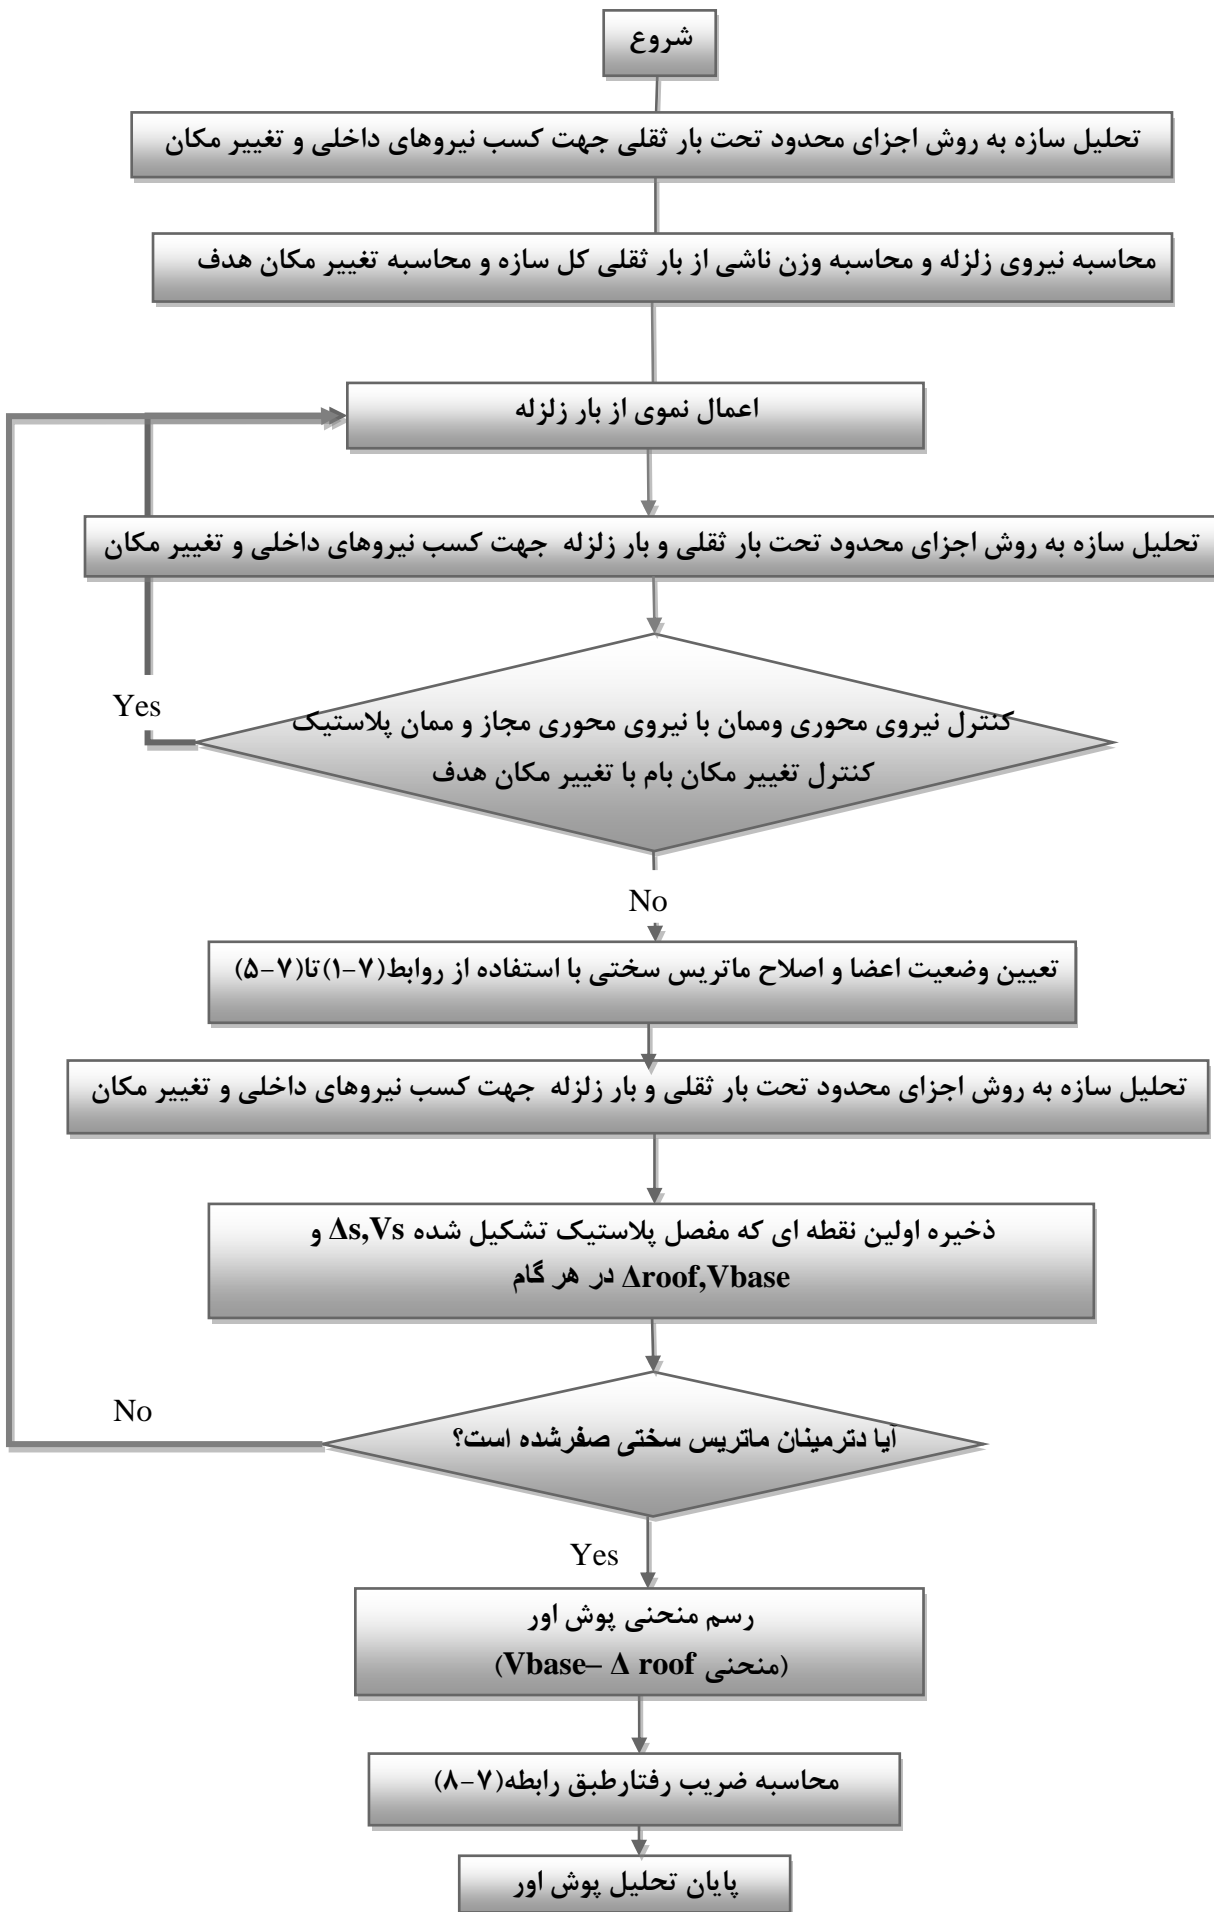 شروع
تحلیل سازه به روش اجزای محدود تحت بار ثقلی جهت کسب نیروهای داخلی و تغییر مکان
محاسبه نیروی زلزله و محاسبه وزن ناشی از بار ثقلی کل سازه و محاسبه تغییر مکان هدف
اعمال نموی از بار زلزله
تحلیل سازه به روش اجزای محدود تحت بار ثقلی و بار زلزله جهت کسب نیروهای داخلی و تغییر مکان
Yes
کنترل نیروی محوری وممان با نیروی محوری مجاز و ممان پلاستیک
کنترل تغییر مکان بام با تغییر مکان هدف
No
تعیین وضعیت اعضا و اصلاح ماتریس سختی با استفاده از روابط(۷-۱)تا(۷-۵)
تحلیل سازه به روش اجزای محدود تحت بار ثقلی و بار زلزله جهت کسب نیروهای داخلی و تغییر مکان
ذخیره اولین نقطه ای که مفصل پلاستیک تشکیل شده Δs,Vs و
Δroof,Vbase در هر گام
No
آیا دترمینان ماتریس سختی صفرشده است؟
Yes
رسم منحنی پوش اور
(منحنی Vbase– Δ roof)
محاسبه ضریب رفتارطبق رابطه(۷-۸)
پایان تحلیل پوش اور